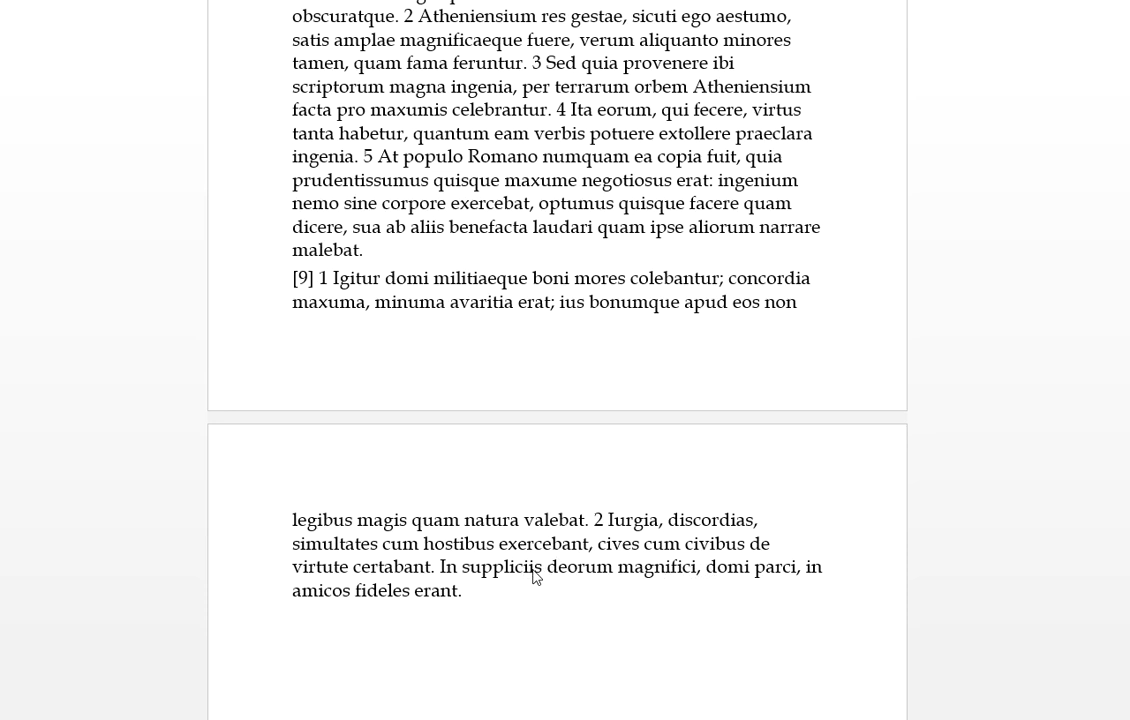 obscuratque. 2 Atheniensium res gestae, sicuti ego aestumo,
satis amplae magnificaeque fuere, verum aliquanto minores
tamen, quam fama feruntur. 3 Sed quia provenere ibi
scriptorum magna ingenia, per terrarum orbem Atheniensium
facta pro maxumis celebrantur. 4 Ita eorum, qui fecere, virtus
tanta habetur, quantum eam verbis potuere extollere praeclara
ingenia. 5 At populo Romano numquam ea copia fuit, quia
prudentissumus quisque maxume negotiosus erat: ingenium
nemo sine corpore exercebat, optumus quisque facere quam
dicere, sua ab aliis benefacta laudari quam ipse aliorum narrare
malebat.
[9] 1 Igitur domi militiaeque boni mores colebantur; concordia
maxuma, minuma avaritia erat; ius bonumque apud eos non
legibus magis quam natura valebat. 2 Iurgia, discordias,
simultates cum hostibus exercebant, cives cum civibus de
virtute certabant. In suppliciis deorum magnifici, domi parci, in
amicos fideles erant.